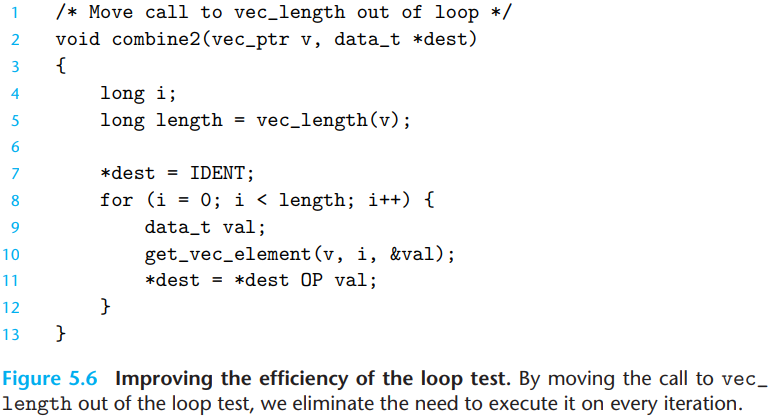 1 /* Move call to vec_length out of loop */
2 void combine2(vec_ptr v, data_t *dest)
3 {
4     long i;
5     long length = vec_length(v);
6
7     *dest = IDENT;
8     for (i = 0; i < length; i++) {
9         data_t val;
10         get_vec_element(v, i, &val);
11         *dest = *dest OP val;
12     }
13 }
Figure 5.6 Improving the efficiency of the loop test. By moving the call to vec_
length out of the loop test, we eliminate the need to execute it on every iteration.